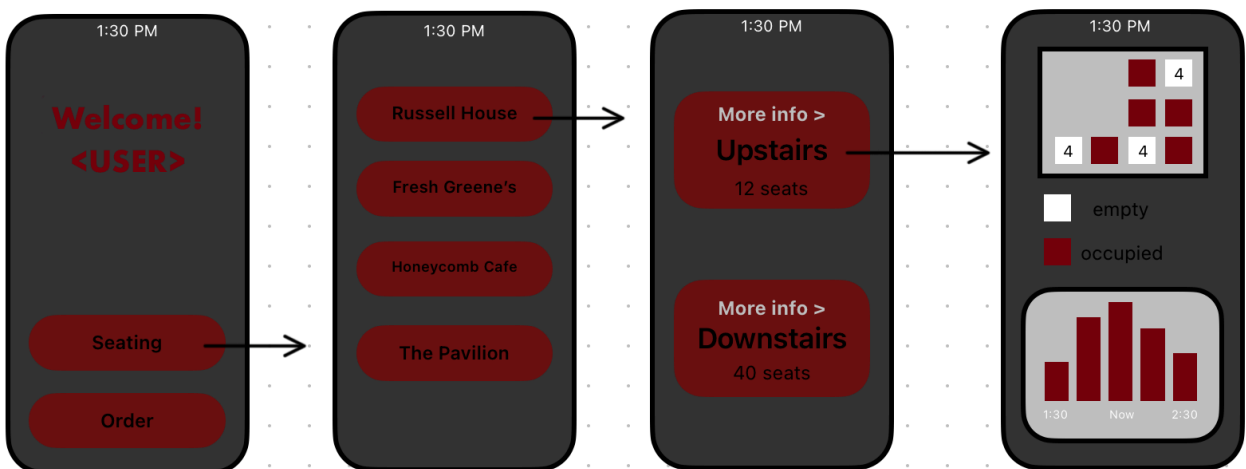 1:30 PM
Welcome!
<USER>
Seating
Order
1:30 PM
Russell House
Fresh Greene's
Honeycomb Cafe
The Pavilion
1:30 PM
More info >
Upstairs
12 seats
More info >
Downstairs
40 seats
1:30 PM
4
4 4
empty
occupied
1:30 Now 2:30